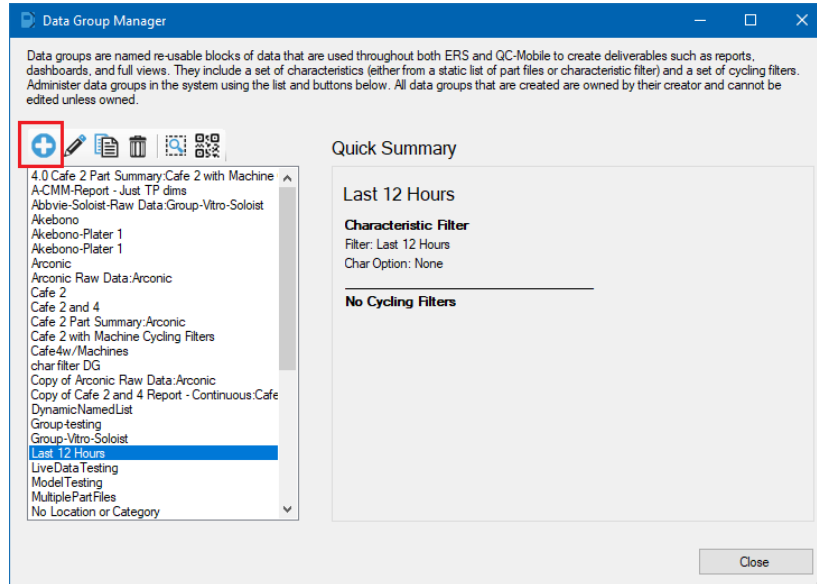 Data Group Manager
Data groups are named re-usable blocks of data that are used throughout both ERS and QC-Mobile to create deliverables such as reports,
dashboards, and full views. They include a set of characteristics (either from a static list of part files or characteristic filter) and a set of cycling filters.
Administer data groups in the system using the list and buttons below. All data groups that are created are owned by their creator and cannot be
edited unless owned.
Quick Summary
4.0 Cafe 2 Part Summary:Cafe 2 with Machine
A-CMM-Report - Just TP dims
Abbvie-Soloist-Raw Data:Group-Vitro-Soloist
Akebono
Akebono-Plater 1
Akebono-Plater 1
Arconic
Arconic Raw Data:Arconic
Cafe 2
Cafe 2 and 4
Cafe 2 Part Summary:Arconic
Cafe 2 with Machine Cycling Filters
Cafe4w/Machines
char filter DG
Copy of Arconic Raw Data:Arconic
Copy of Cafe 2 and 4 Report - Continuous:Cafe
DynamicNamedList
Group-testing
Group-Vitro-Soloist
Last 12 Hours
LiveDataTesting
ModelTesting
MultiplePartFiles
No Location or Category
Last 12 Hours
Characteristic Filter
Filter: Last 12 Hours
Char Option: None
No Cycling Filters
Close